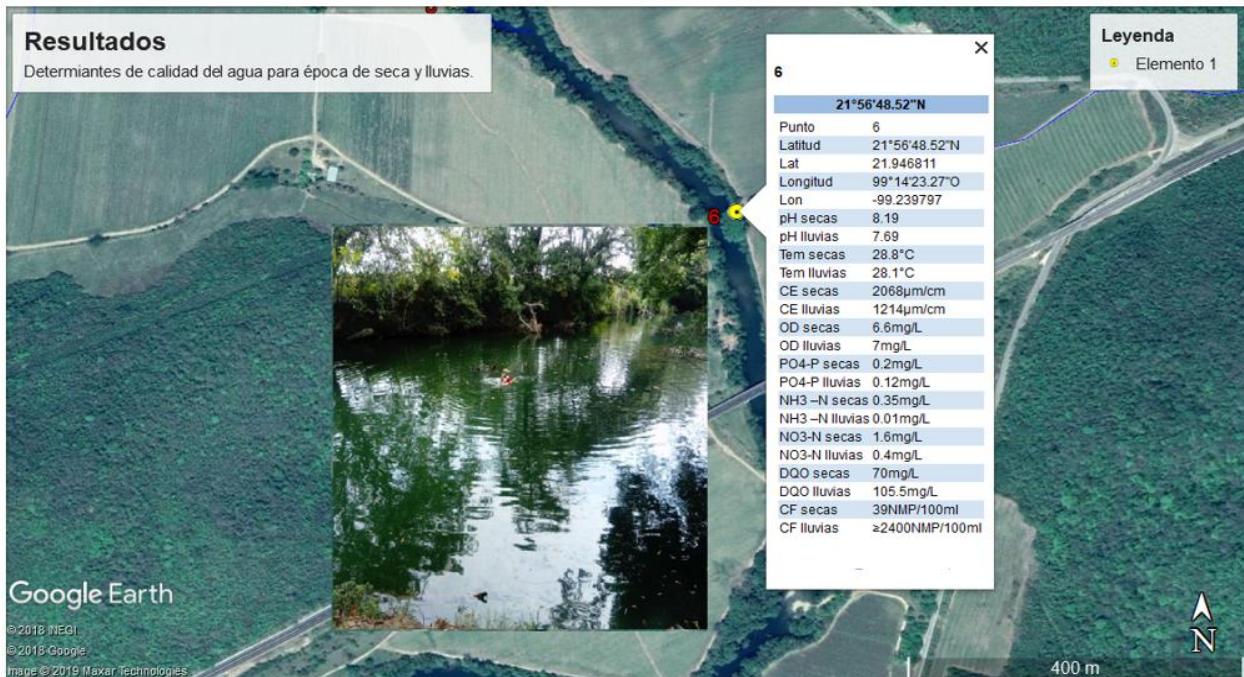 Resultados
Determiantes de calidad del agua para época de seca y lluvias.
Leyenda
Elemento 1
6
6
21°56'48.52"N
Punto 6
Latitud 21°56'48.52"N
Lat 21.946811
Longitud 99°14'23.27"O
Lon -99.239797
pH secas 8.19
pH lluvias 7.69
Tem secas 28.8°C
Tem lluvias 28.1°C
CE secas 2068µm/cm
CE lluvias 1214µm/cm
OD secas 6.6mg/L
OD lluvias 7mg/L
PO4-P secas 0.2mg/L
PO4-P lluvias 0.12mg/L
NH3 –N secas 0.35mg/L
NH3 –N lluvias 0.01mg/L
NO3-N secas 1.6mg/L
NO3-N lluvias 0.4mg/L
DQO secas 70mg/L
DQO lluvias 105.5mg/L
CF secas 39NMP/100ml
CF lluvias ≥2400NMP/100ml
Google Earth
© 2018 INEGI
© 2018 Google
Image © 2019 Maxar Technologies
N
400 m